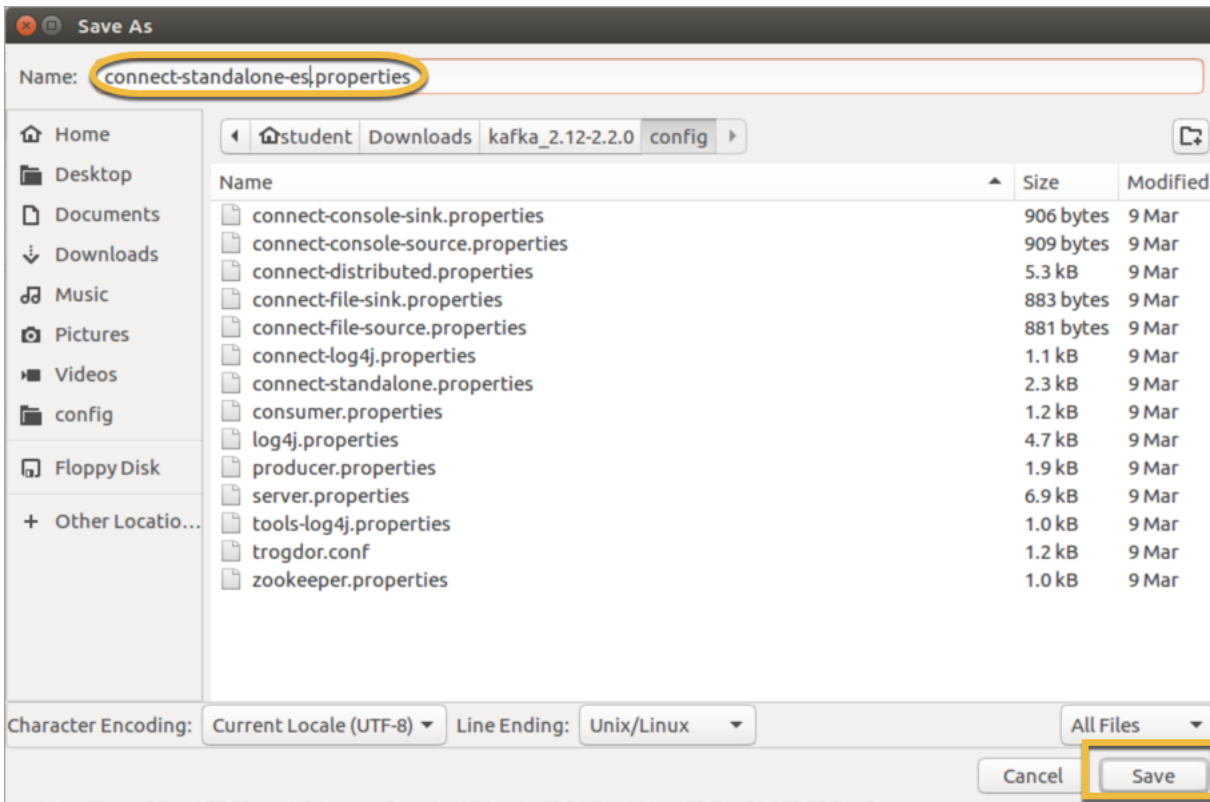 Save As
Name: connect-standalone-es.properties
Home
Desktop
Documents
Downloads
Music
Pictures
Videos
config
Floppy Disk
Other Locatio...
student Downloads kafka_2.12-2.2.0 config
Name Size Modified
connect-console-sink.properties 906 bytes 9 Mar
connect-console-source.properties 909 bytes 9 Mar
connect-distributed.properties 5.3 kB 9 Mar
connect-file-sink.properties 883 bytes 9 Mar
connect-file-source.properties 881 bytes 9 Mar
connect-log4j.properties 1.1 kB 9 Mar
connect-standalone.properties 2.3 kB 9 Mar
consumer.properties 1.2 kB 9 Mar
log4j.properties 4.7 kB 9 Mar
producer.properties 1.9 kB 9 Mar
server.properties 6.9 kB 9 Mar
tools-log4j.properties 1.0 kB 9 Mar
trogdor.conf 1.2 kB 9 Mar
zookeeper.properties 1.0 kB 9 Mar
Character Encoding: Current Locale (UTF-8) Line Ending: Unix/Linux All Files
Cancel Save